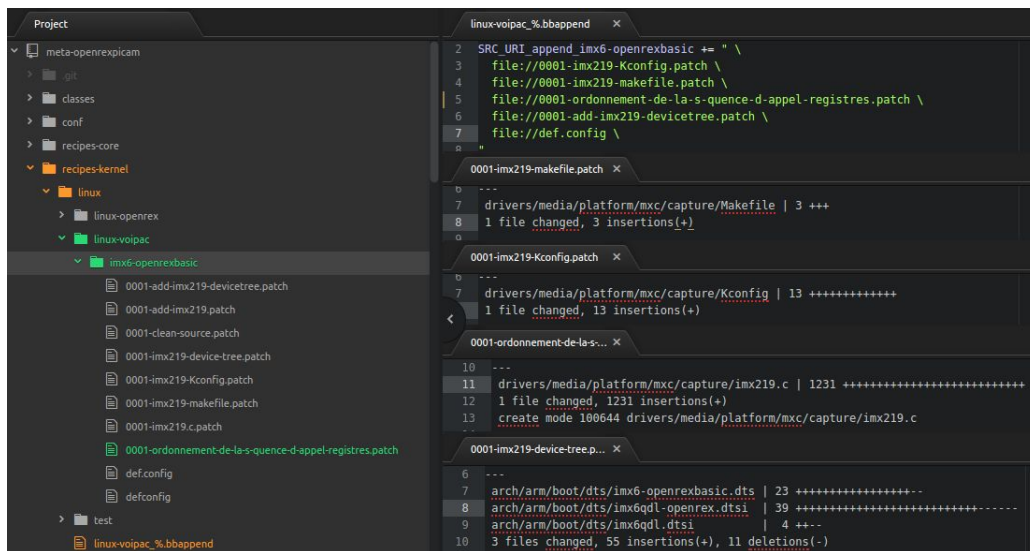 Project
meta-openrexpicam
.git
classes
conf
recipes-core
recipes-kernel
linux
linux-openrex
linux-voipac
imx6-openrexbasic
0001-add-imx219-devicetree.patch
0001-add-imx219.patch
0001-clean-source.patch
0001-imx219-device-tree.patch
0001-imx219-Kconfig.patch
0001-imx219-makefile.patch
0001-imx219.c.patch
0001-ordonnement-de-la-s-quence-d-appel-registres.patch
def.config
defconfig
test
linux-voipac_%.bbappend
linux-voipac_%.bbappend ×
2 SRC_URI_append_imx6-openrexbasic += " \
3 file://0001-imx219-Kconfig.patch \
4 file://0001-imx219-makefile.patch \
5 file://0001-ordonnement-de-la-s-quence-d-appel-registres.patch \
6 file://0001-add-imx219-devicetree.patch \
7 file://def.config \
8 "
0001-imx219-makefile.patch ×
6 ---
7 drivers/media/platform/mxc/capture/Makefile | 3 +++
8 1 file changed, 3 insertions(+)
9
0001-imx219-Kconfig.patch ×
6 ---
7 drivers/media/platform/mxc/capture/Kconfig | 13 +++++++++++++
1 file changed, 13 insertions(+)
0001-ordonnement-de-la-s-... ×
10 ---
11 drivers/media/platform/mxc/capture/imx219.c | 1231 +++++++++++++++++++++++++++
12 1 file changed, 1231 insertions(+)
13 create mode 100644 drivers/media/platform/mxc/capture/imx219.c
0001-imx219-device-tree.p... ×
6 ---
7 arch/arm/boot/dts/imx6-openrexbasic.dts | 23 +++++++++++++++++--
8 arch/arm/boot/dts/imx6qdl-openrex.dtsi | 39 +++++++++++++++++++++++++++------
9 arch/arm/boot/dts/imx6qdl.dtsi | 4 ++--
10 3 files changed, 55 insertions(+), 11 deletions(-)